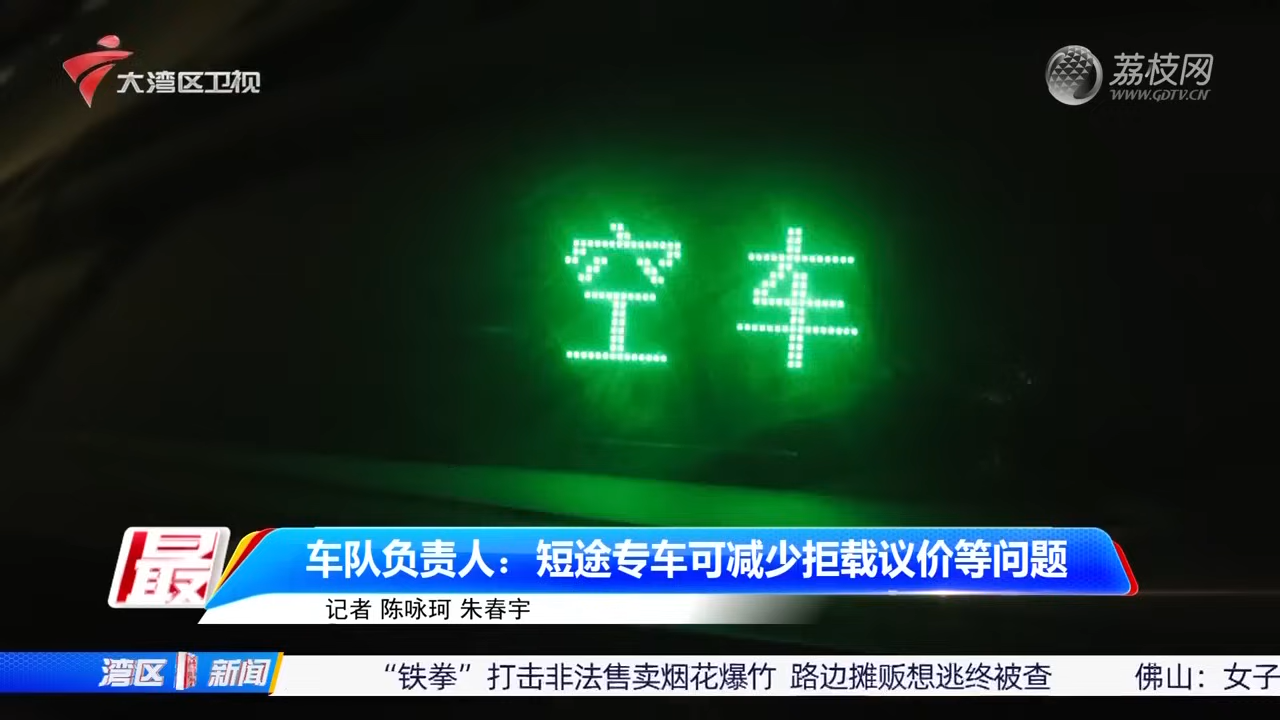 大湾区卫视
荔枝网
WWW.GDTV.CN
空车
最
车队负责人：短途专车可减少拒载议价等问题
记者 陈咏珂 朱春宇
湾区 新闻
“铁拳”打击非法售卖烟花爆竹 路边摊贩想逃终被查 佛山：女子